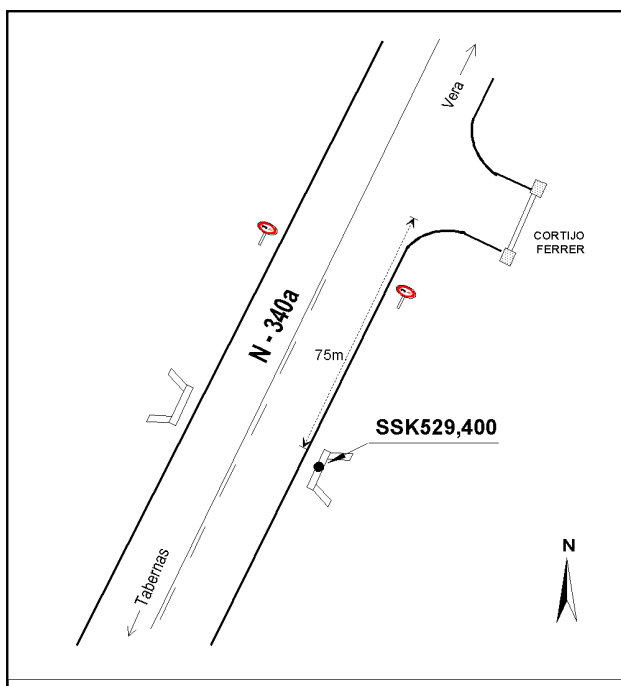 Vera
CORTIJO
FERRER
N - 340a
75m.
SSK529,400
Tabernas
N